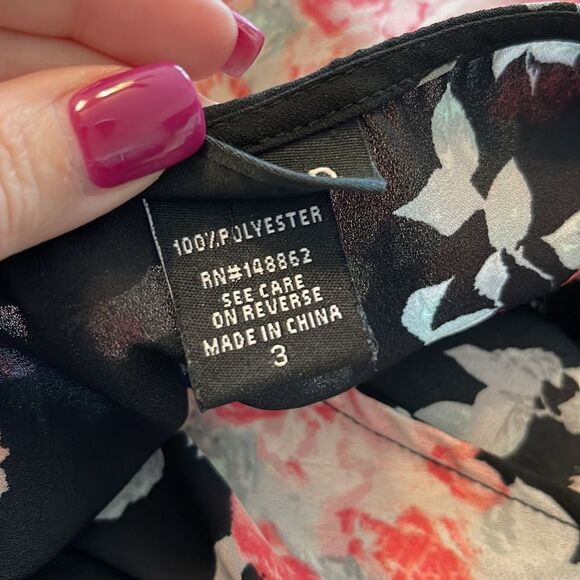 100% POLYESTER
RN#148862
SEE CARE
ON REVERSE
MADE IN CHINA
3